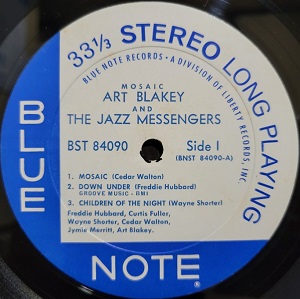 33⅓ STEREO LONG PLAYING
BLUE NOTE RECORDS • A DIVISION OF LIBERTY RECORDS, INC.
MOSAIC
ART BLAKEY
AND
THE JAZZ MESSENGERS
BST 84090 Side 1
(BNST 84090-A)
1. MOSAIC (Cedar Walton)
2. DOWN UNDER (Freddie Hubbard)
GROOVE MUSIC - BMI
3. CHILDREN OF THE NIGHT (Wayne Shorter)
Freddie Hubbard, Curtis Fuller,
Wayne Shorter, Cedar Walton,
Jymie Merritt, Art Blakey.
BLUE
NOTE®